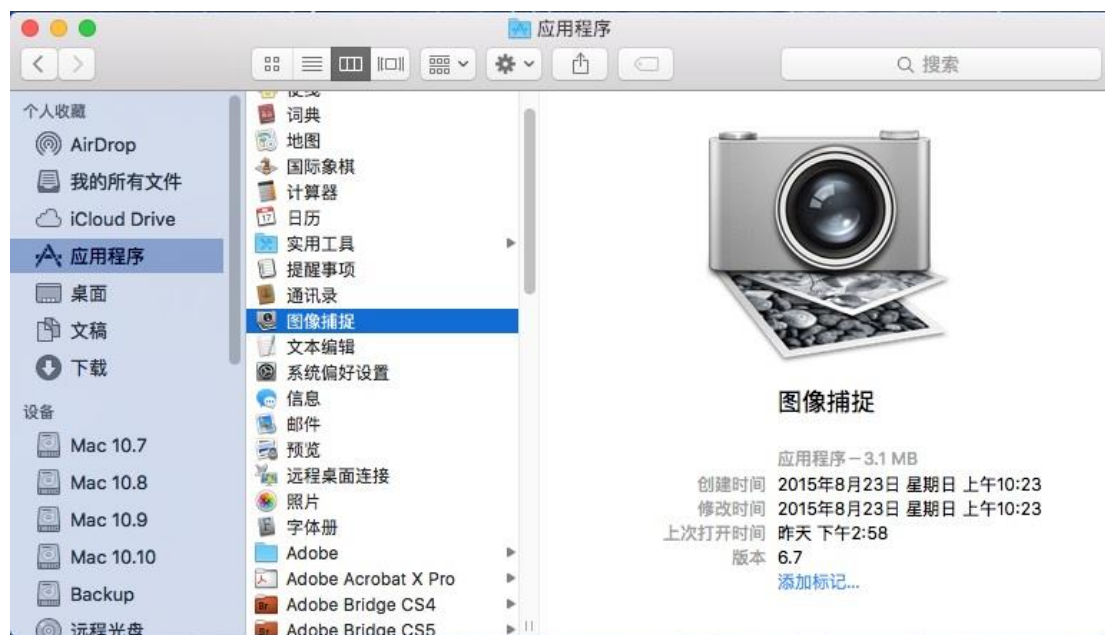 应用程序
搜索
个人收藏
AirDrop
我的所有文件
iCloud Drive
应用程序
桌面
文稿
下载
设备
Mac 10.7
Mac 10.8
Mac 10.9
Mac 10.10
Backup
远程光盘
词典
地图
国际象棋
计算器
17
日历
实用工具
提醒事项
通讯录
图像捕捉
文本编辑
系统偏好设置
信息
邮件
预览
远程桌面连接
照片
字体册
Adobe
Adobe Acrobat X Pro
Br Adobe Bridge CS4
Br Adobe Bridge CS5
图像捕捉
应用程序－3.1 MB
创建时间 2015年8月23日 星期日 上午10:23
修改时间 2015年8月23日 星期日 上午10:23
上次打开时间 昨天 下午2:58
版本 6.7
添加标记...